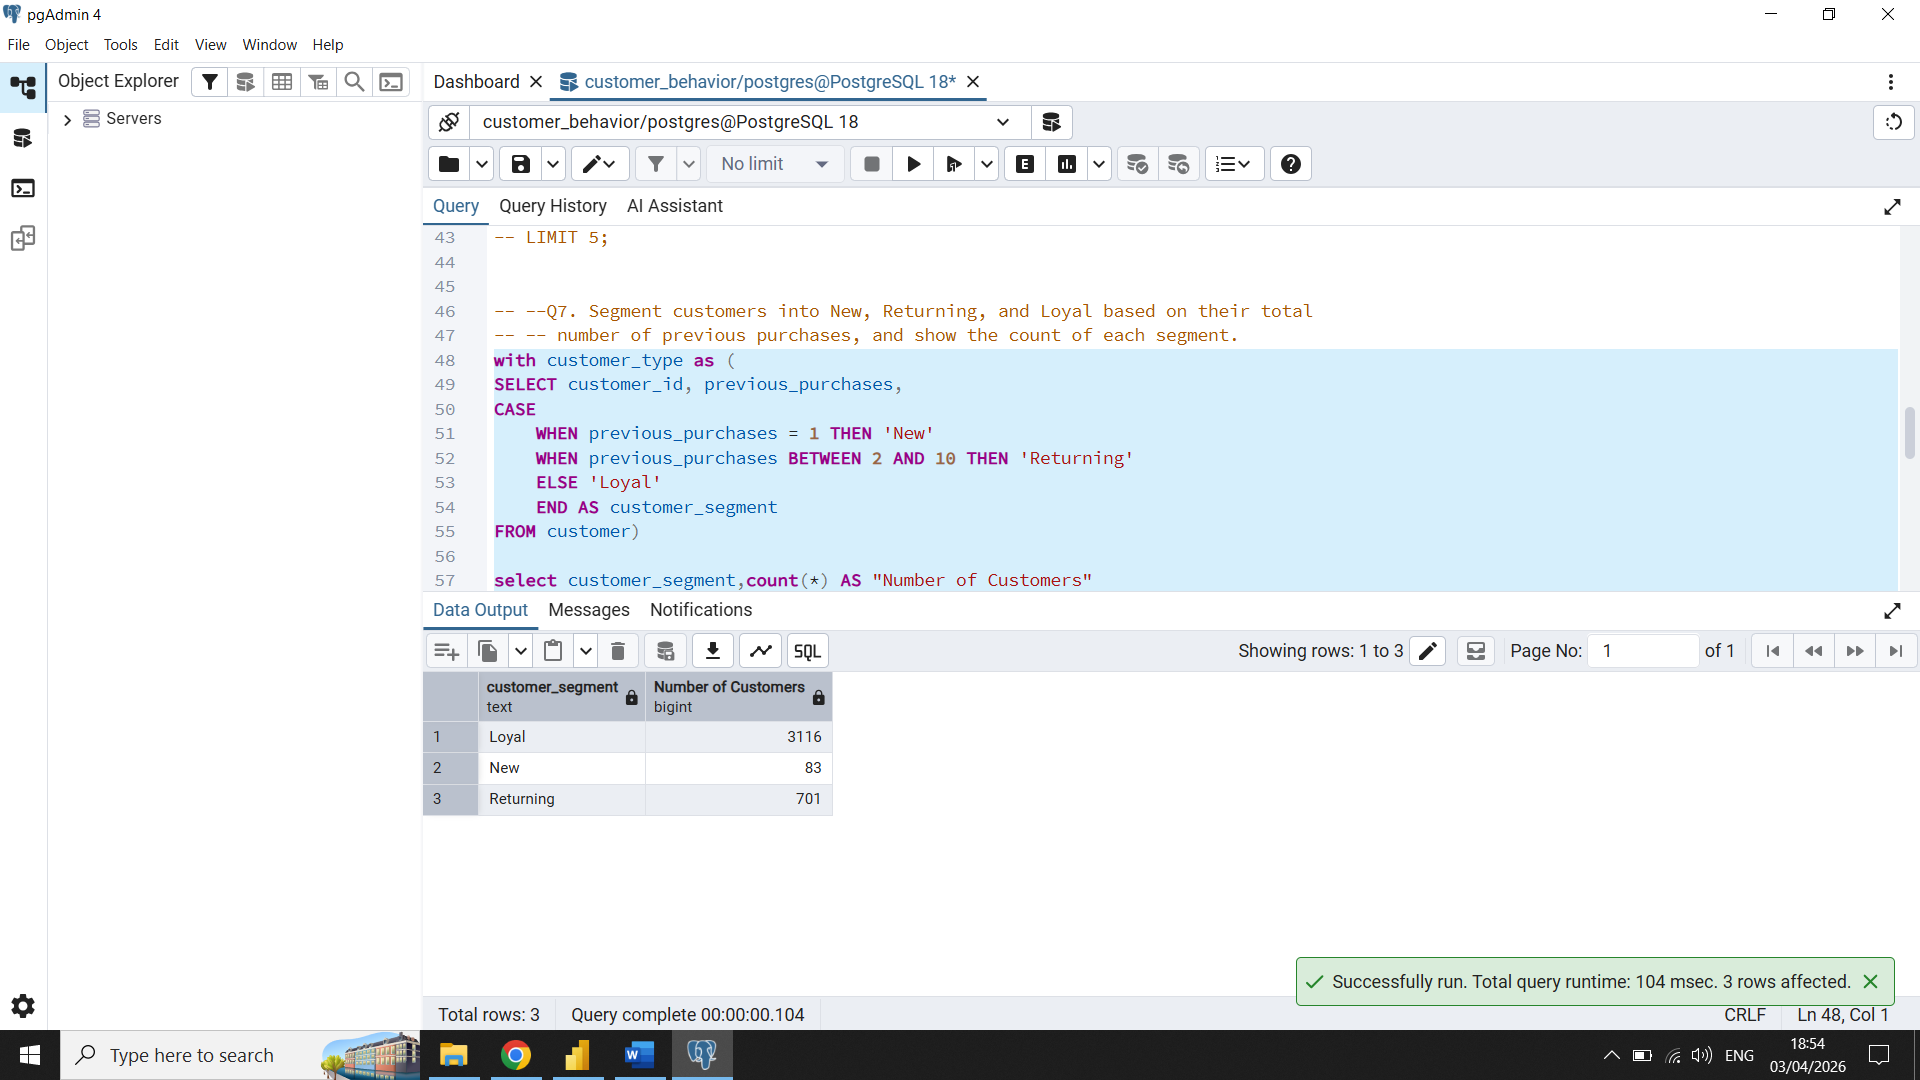 pgAdmin 4
File Object Tools Edit View Window Help
Object Explorer
Servers
Dashboard
customer_behavior/postgres@PostgreSQL 18*
customer_behavior/postgres@PostgreSQL 18
No limit
E
Query Query History AI Assistant
43 -- LIMIT 5;
44
45
46 -- --Q7. Segment customers into New, Returning, and Loyal based on their total
47 -- -- number of previous purchases, and show the count of each segment.
48 with customer_type as (
49 SELECT customer_id, previous_purchases,
50 CASE
51 WHEN previous_purchases = 1 THEN 'New'
52 WHEN previous_purchases BETWEEN 2 AND 10 THEN 'Returning'
53 ELSE 'Loyal'
54 END AS customer_segment
55 FROM customer)
56
57 select customer_segment,count(*) AS "Number of Customers"
Data Output Messages Notifications
SQL
Showing rows: 1 to 3
Page No: 1 of 1
customer_segment Number of Customers
text bigint
1 Loyal 3116
2 New 83
3 Returning 701
Successfully run. Total query runtime: 104 msec. 3 rows affected.
Total rows: 3 Query complete 00:00:00.104 CRLF Ln 48, Col 1
Type here to search
ENG
18:54
03/04/2026